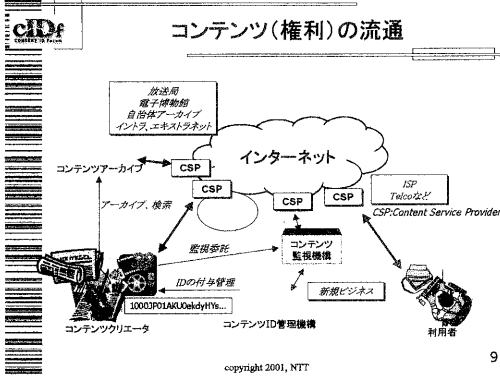 cIDf
CONTENT ID FORUM
コンテンツ(権利)の流通
放送局
電子博物館
自治体アーカイブ
イントラ、エキストラネット
インターネット
コンテンツアーカイブ
CSP
CSP
CSP
CSP
ISP
Telcoなど
CSP:Content Service Provider
アーカイブ、検索
監視委託
コンテンツ
監視機構
IDの付与管理
新規ビジネス
1000JP01AKU0ekdyHYs...
コンテンツクリエータ
コンテンツID管理機構
利用者
9
copyright 2001, NTT